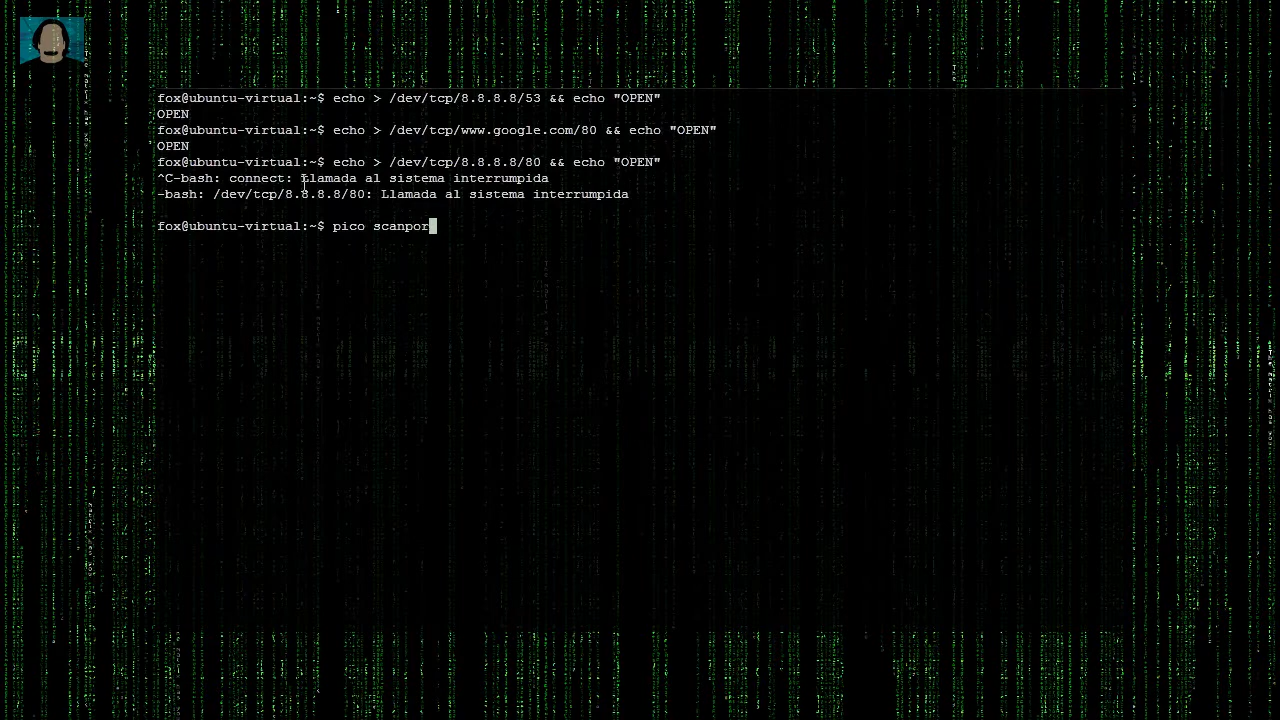 fox@ubuntu-virtual:~$ echo > /dev/tcp/8.8.8.8/53 && echo "OPEN"
OPEN
fox@ubuntu-virtual:~$ echo > /dev/tcp/www.google.com/80 && echo "OPEN"
OPEN
fox@ubuntu-virtual:~$ echo > /dev/tcp/8.8.8.8/80 && echo "OPEN"
^C-bash: connect: Llamada al sistema interrumpida
-bash: /dev/tcp/8.8.8.8/80: Llamada al sistema interrumpida
fox@ubuntu-virtual:~$ pico scanpor